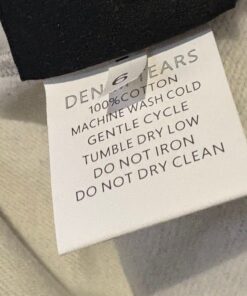 6
100%COTTON
MACHINE WASH COLD
GENTLE CYCLE
TUMBLE DRY LOW
DO NOT IRON
DO NOT DRY CLEAN